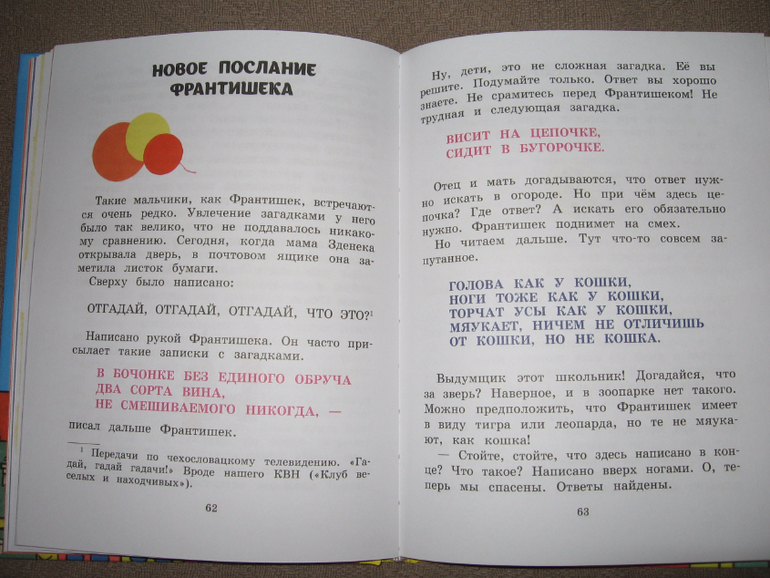 НОВОЕ ПОСЛАНИЕ
ФРАНТИШЕКА
Такие мальчики, как Франтишек, встречают-
ся очень редко. Увлечение загадками у него
было так велико, что не поддавалось никако-
му сравнению. Сегодня, когда мама Зденека
открывала дверь, в почтовом ящике она за-
метила листок бумаги.
Сверху было написано:
ОТГАДАЙ, ОТГАДАЙ, ОТГАДАЙ, ЧТО ЭТО?¹
Написано рукой Франтишека. Он часто при-
сылает такие записки с загадками.
В БОЧОНКЕ БЕЗ ЕДИНОГО ОБРУЧА
ДВА СОРТА ВИНА,
НЕ СМЕШИВАЕМОГО НИКОГДА, —
писал дальше Франтишек.
¹ Передачи по чехословацкому телевидению. «Га-
дай, гадай гадачи!» Вроде нашего КВН («Клуб ве-
селых и находчивых»).
62
Ну, дети, это не сложная загадка. Её вы
решите. Подумайте только. Ответ вы хорошо
знаете. Не срамитесь перед Франтишеком! Не
трудная и следующая загадка.
ВИСИТ НА ЦЕПОЧКЕ,
СИДИТ В БУГОРОЧКЕ.
Отец и мать догадываются, что ответ нуж-
но искать в огороде. Но при чём здесь це-
почка? Где ответ? А искать его обязательно
нужно. Франтишек поднимет на смех.
Но читаем дальше. Тут что-то совсем за-
путанное.
ГОЛОВА КАК У КОШКИ,
НОГИ ТОЖЕ КАК У КОШКИ,
ТОРЧАТ УСЫ КАК У КОШКИ,
МЯУКАЕТ, НИЧЕМ НЕ ОТЛИЧИШЬ
ОТ КОШКИ, НО НЕ КОШКА.
Выдумщик этот школьник! Догадайся, что
за зверь? Наверное, и в зоопарке нет такого.
Можно предположить, что Франтишек имеет
в виду тигра или леопарда, но те не мяука-
ют, как кошка!
— Стойте, стойте, что здесь написано в кон-
це? Что такое? Написано вверх ногами. О, те-
перь мы спасены. Ответы найдены.
63